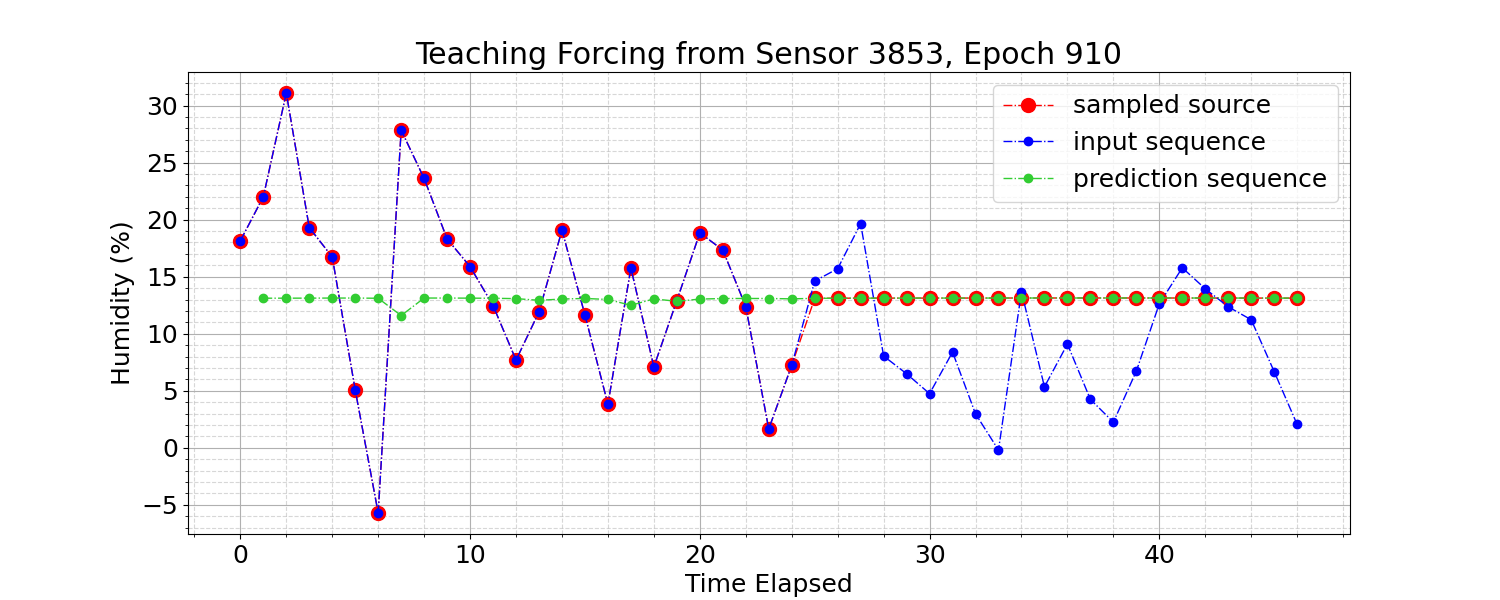 Teaching Forcing from Sensor 3853, Epoch 910
sampled source
input sequence
prediction sequence
Humidity (%)
30
25
20
15
10
5
0
−5
0 10 20 30 40
Time Elapsed